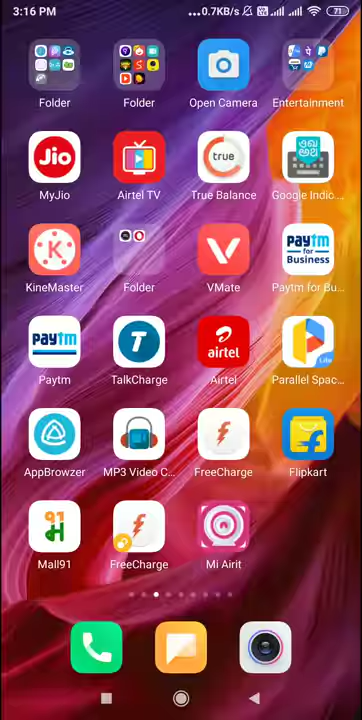 3:16 PM
...0.7KB/s
71
Folder
Folder
Open Camera
Entertainment
Jio
true
MyJio
Airtel TV
True Balance
Google Indic...
K
Paytm
for
Business
KineMaster
Folder
VMate
Paytm for Bu...
Paytm
T
airtel
Lite
Paytm
TalkCharge
Airtel
Parallel Spac...
AppBrowzer
MP3 Video C...
FreeCharge
Flipkart
Mall91
FreeCharge
Mi Airit